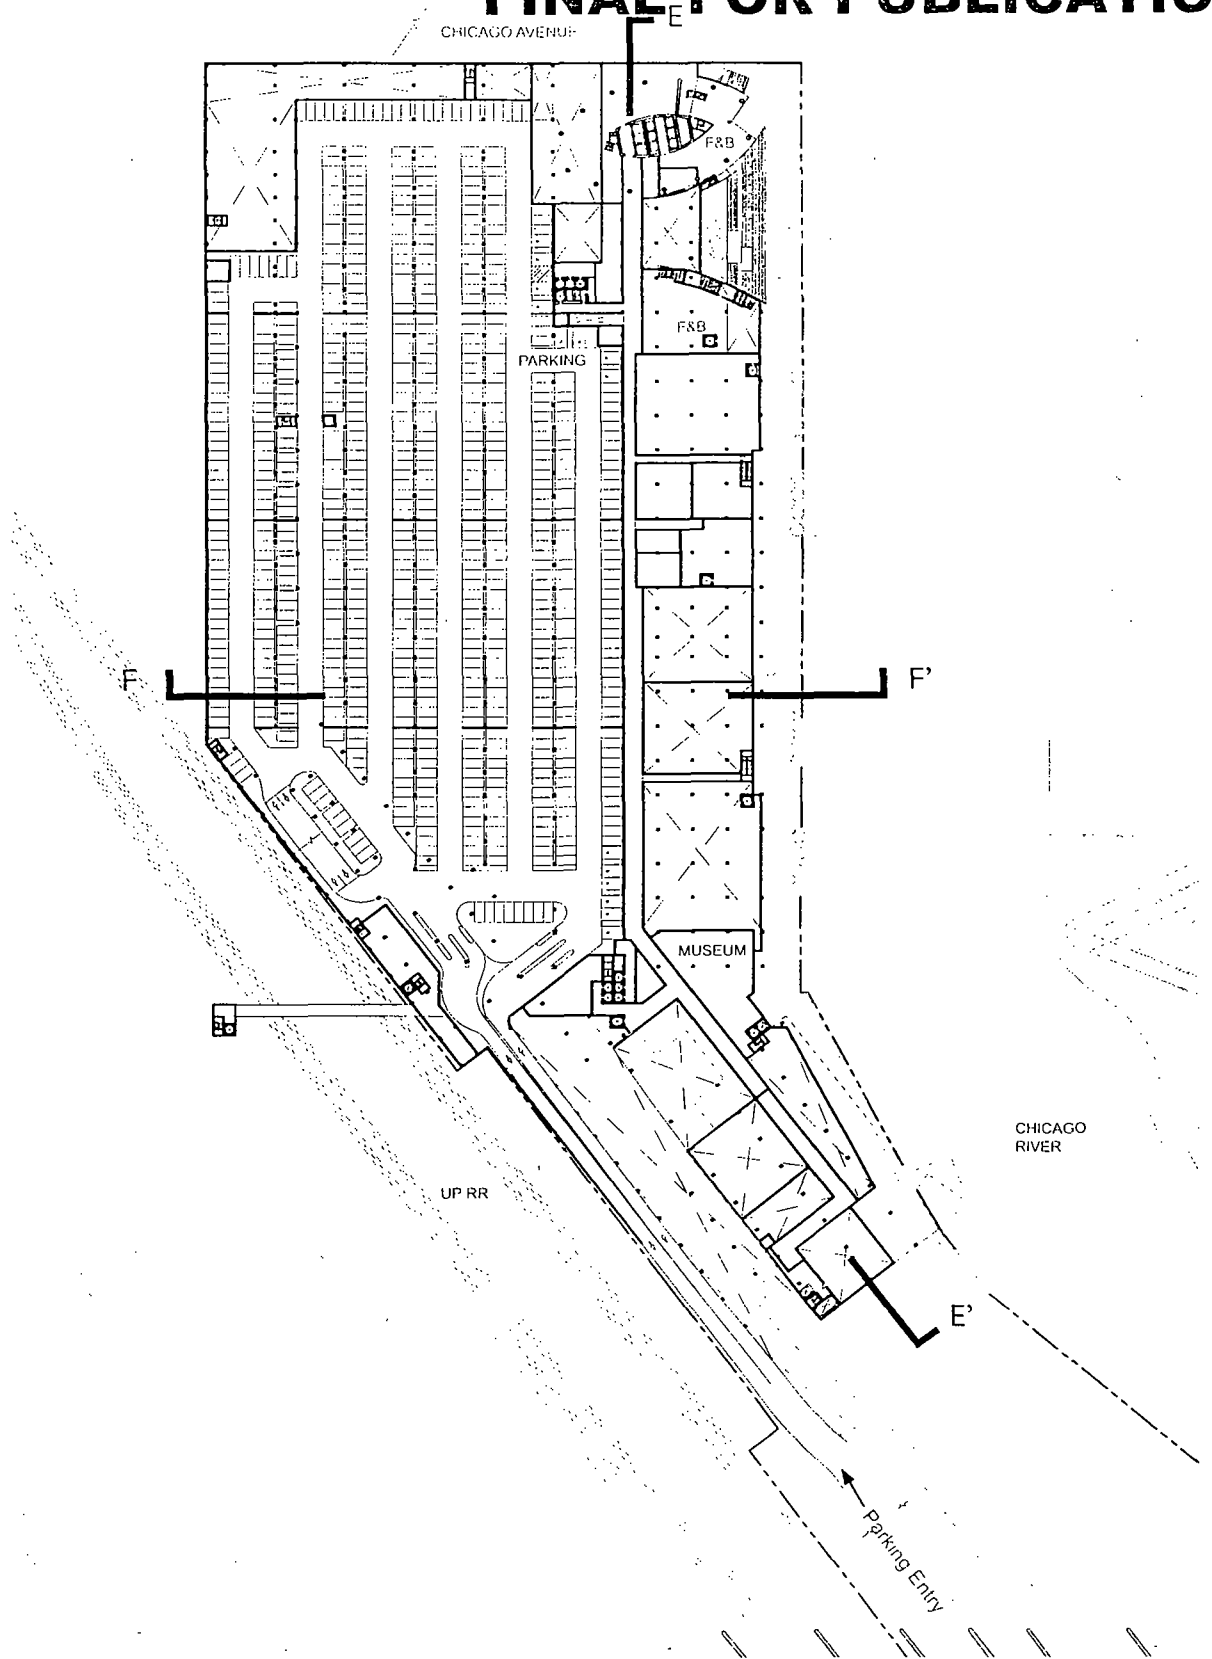 FINAL FOR PUBLICATIO
E
CHICAGO AVENUE
F&B
F&B
PARKING
F
F'
MUSEUM
CHICAGO
RIVER
UP RR
E'
Parking Entry